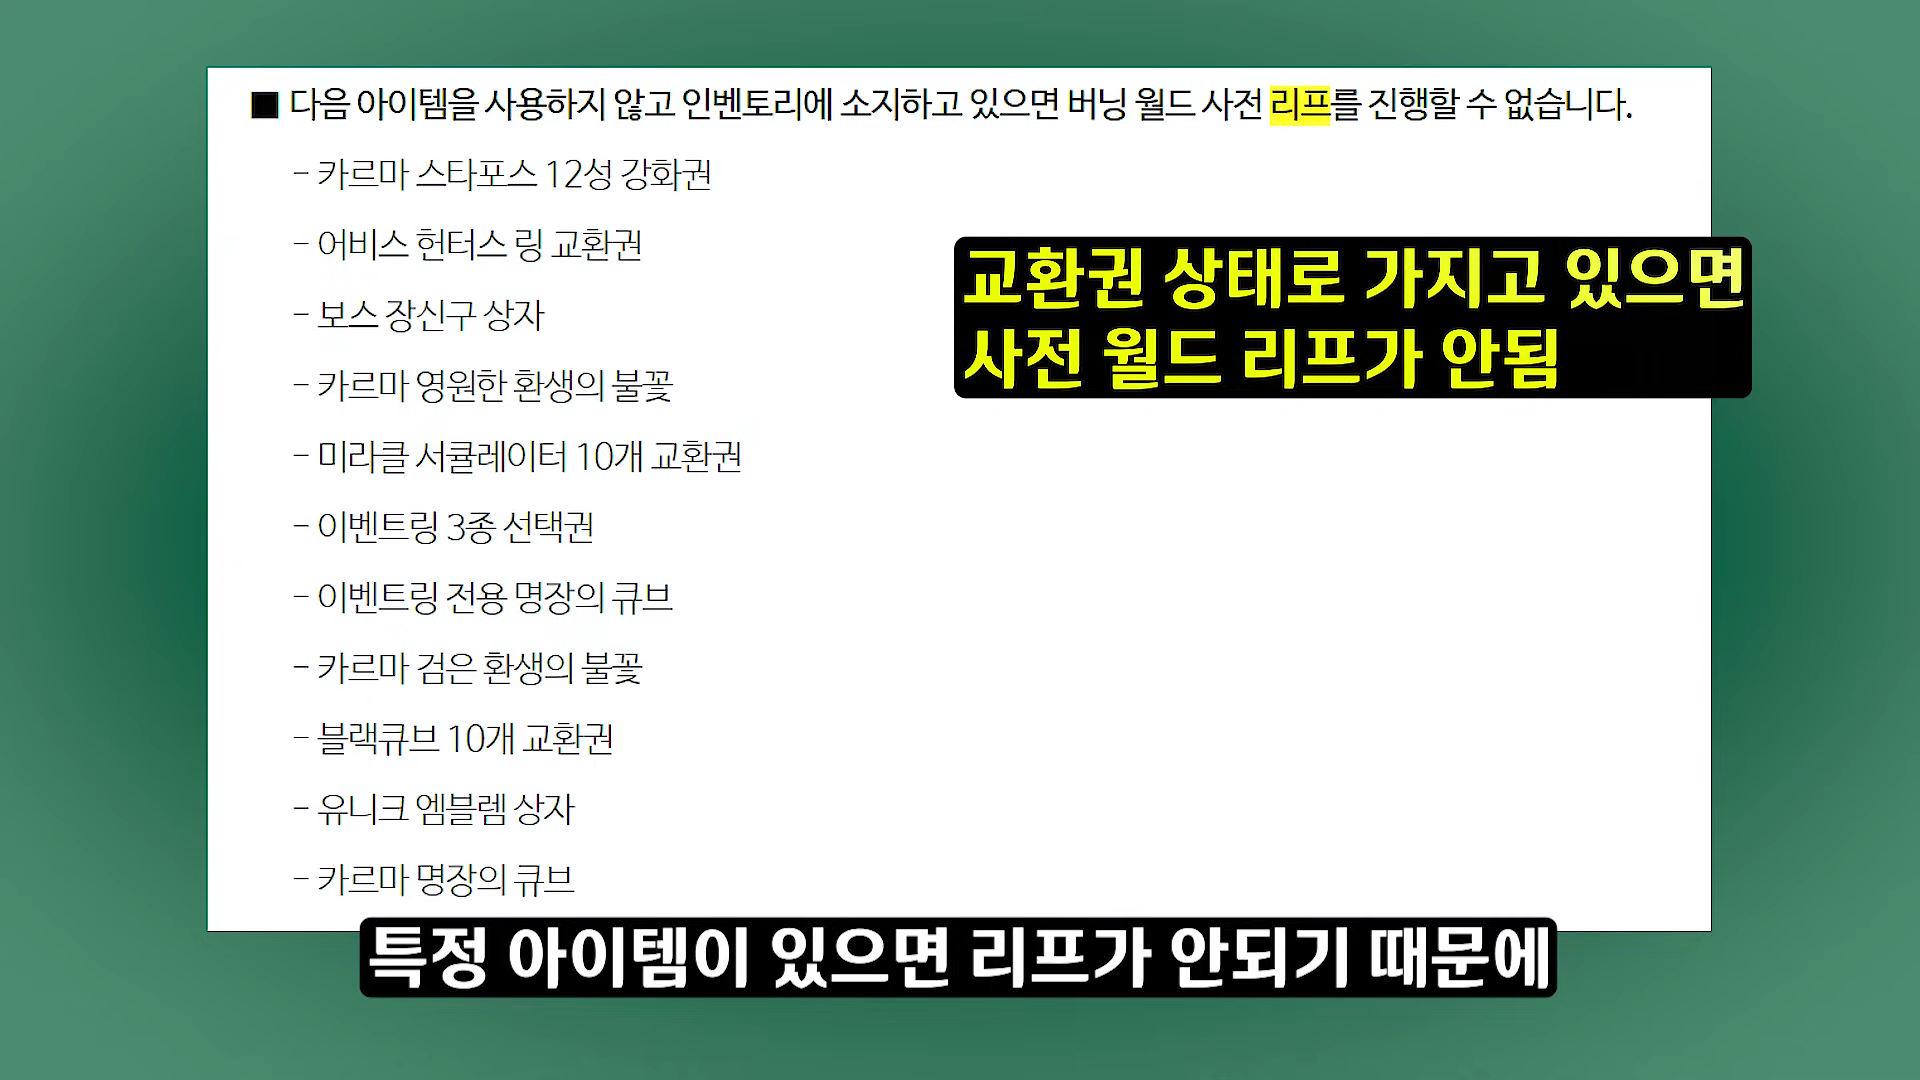 ■ 다음 아이템을 사용하지 않고 인벤토리에 소지하고 있으면 버닝 월드 사전 리프를 진행할 수 없습니다.
- 카르마 스타포스 12성 강화권
- 어비스 헌터스 링 교환권
교환권 상태로 가지고 있으면
사전 월드 리프가 안됨
- 보스 장신구 상자
- 카르마 영원한 환생의 불꽃
- 미라클 서큘레이터 10개 교환권
- 이벤트링 3종 선택권
- 이벤트링 전용 명장의 큐브
- 카르마 검은 환생의 불꽃
- 블랙큐브 10개 교환권
- 유니크 엠블렘 상자
- 카르마 명장의 큐브
특정 아이템이 있으면 리프가 안되기 때문에